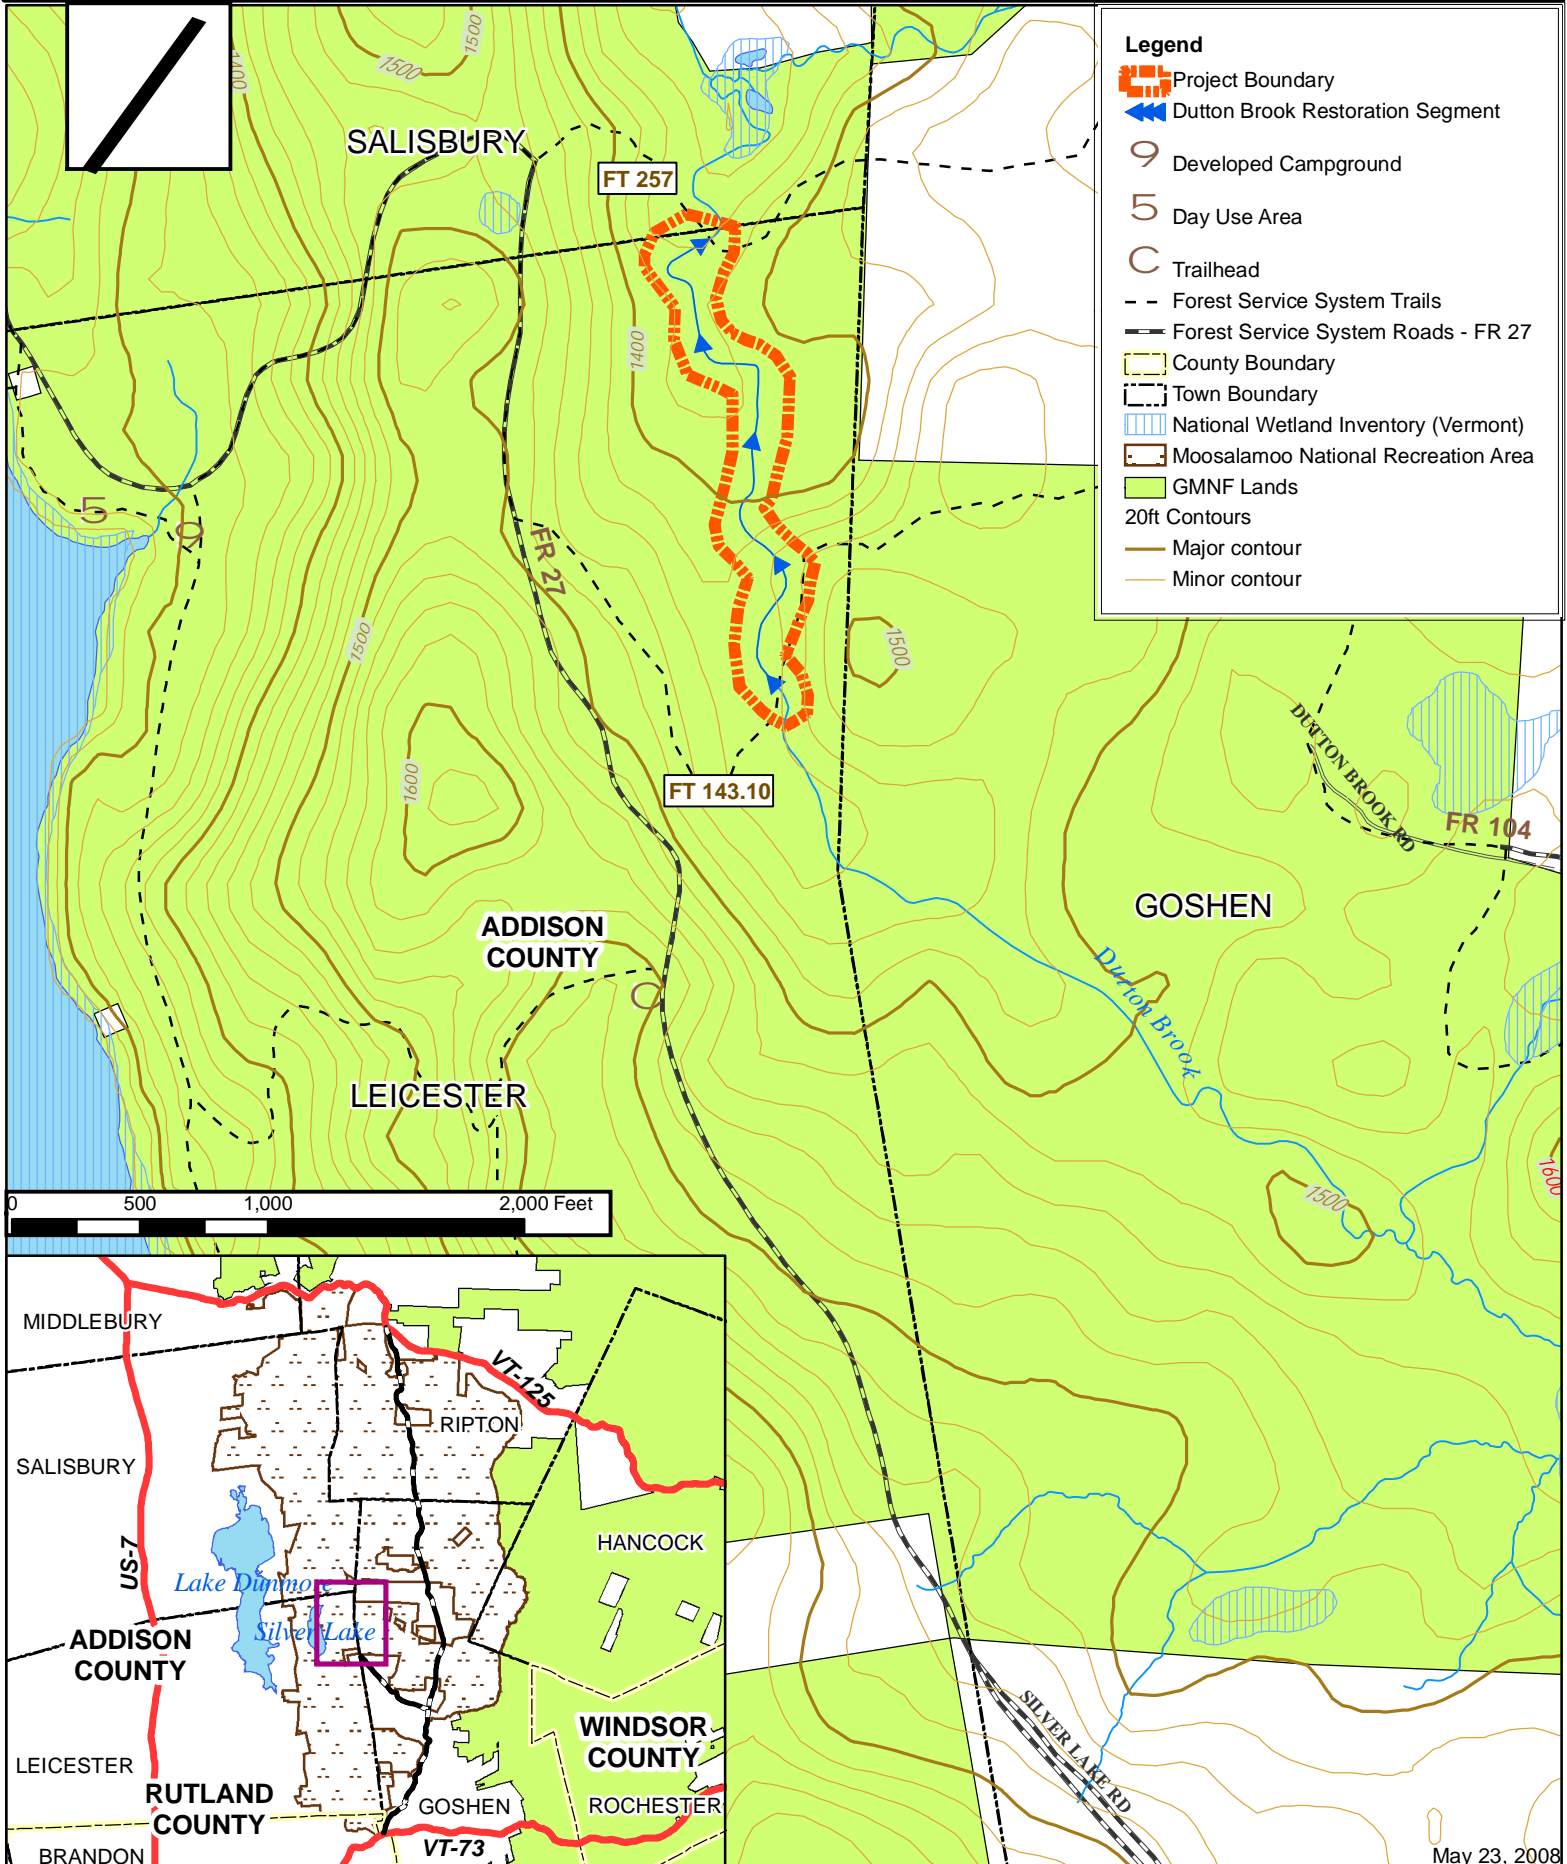 1500
1500
1400
SALISBURY
FT 257
1400
Legend
Project Boundary
Dutton Brook Restoration Segment
9 Developed Campground
5 Day Use Area
C Trailhead
Forest Service System Trails
Forest Service System Roads - FR 27
County Boundary
Town Boundary
National Wetland Inventory (Vermont)
Moosalamoo National Recreation Area
GMNF Lands
20ft Contours
Major contour
Minor contour
5
9
FR 27
1500
1500
1600
FT 143.10
DUTTON BROOK RD
FR 104
GOSHEN
ADDISON
COUNTY
C
Dutton Brook
LEICESTER
1600
1500
0 500 1,000 2,000 Feet
MIDDLEBURY
VT-125
RIPTON
SALISBURY
US-7
HANCOCK
Lake Dunmore
Silver Lake
ADDISON
COUNTY
WINDSOR
COUNTY
LEICESTER
RUTLAND
COUNTY
GOSHEN
ROCHESTER
VT-73
BRANDON
SILVER LAKE RD
May 23, 2008